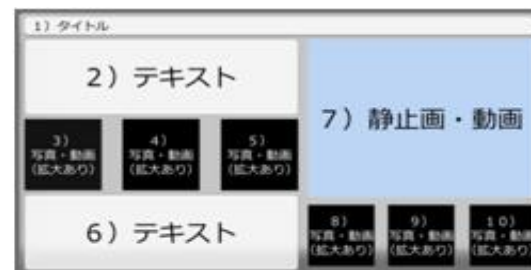 1）タイトル
2）テキスト
3）
写真・動画
（拡大あり）
4）
写真・動画
（拡大あり）
5）
写真・動画
（拡大あり）
6）テキスト
7）静止画・動画
8）
写真・動画
（拡大あり）
9）
写真・動画
（拡大あり）
10）
写真・動画
（拡大あり）